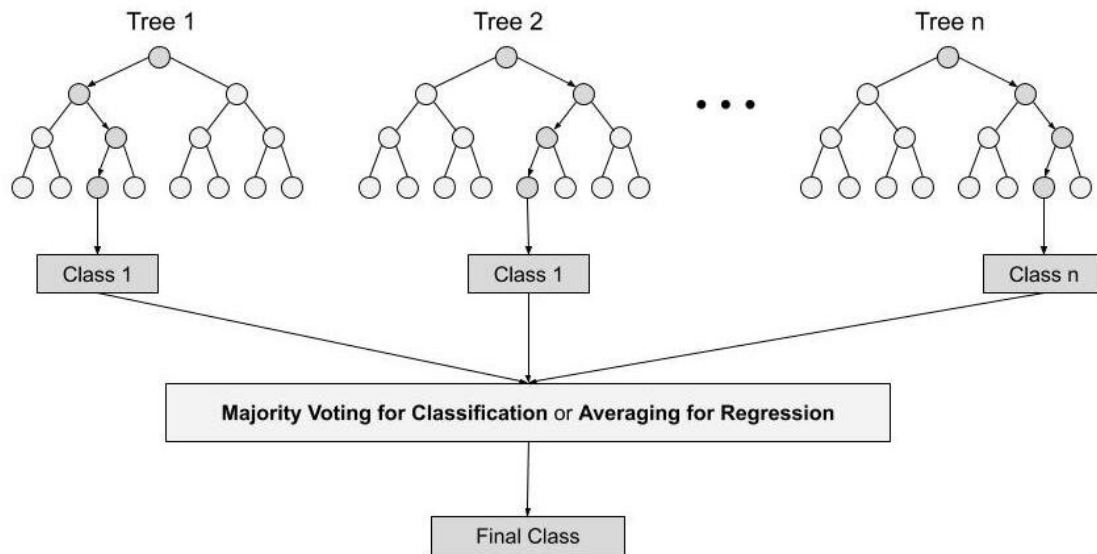 Tree 1
Tree 2
Tree n
Class 1
Class 1
Class n
Majority Voting for Classification or Averaging for Regression
Final Class